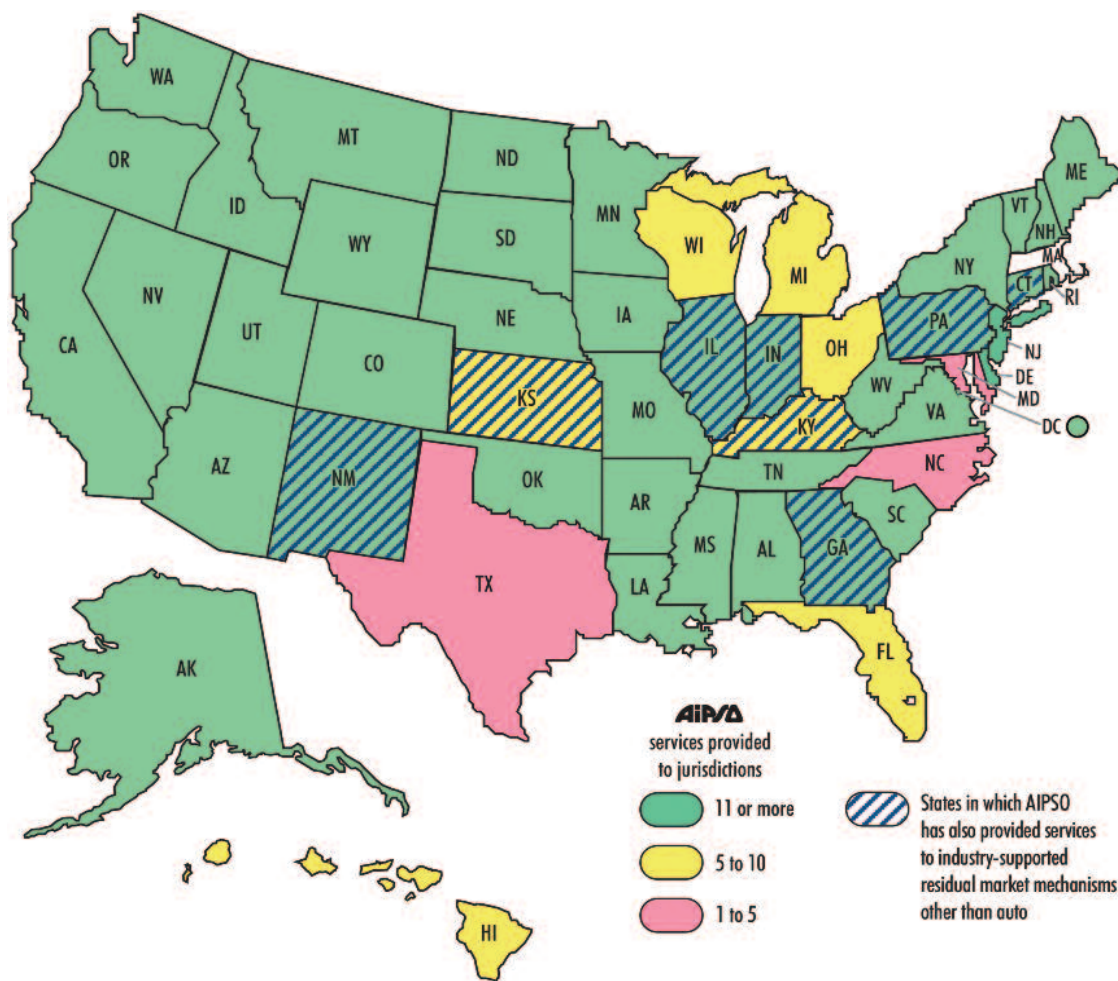 WA
MT
ND
OR
ID
MN
ME
VT
NH
WY
SD
WI
MI
NY
MA
CT
RI
NV
UT
NE
IA
PA
NJ
CA
CO
IL
IN
OH
DE
MD
KS
MO
WV
VA
DC
KY
AZ
NM
OK
AR
TN
NC
SC
MS
AL
GA
TX
LA
AK
FL
HI
AIPSO
services provided
to jurisdictions
11 or more
5 to 10
1 to 5
States in which AIPSO
has also provided services
to industry-supported
residual market mechanisms
other than auto